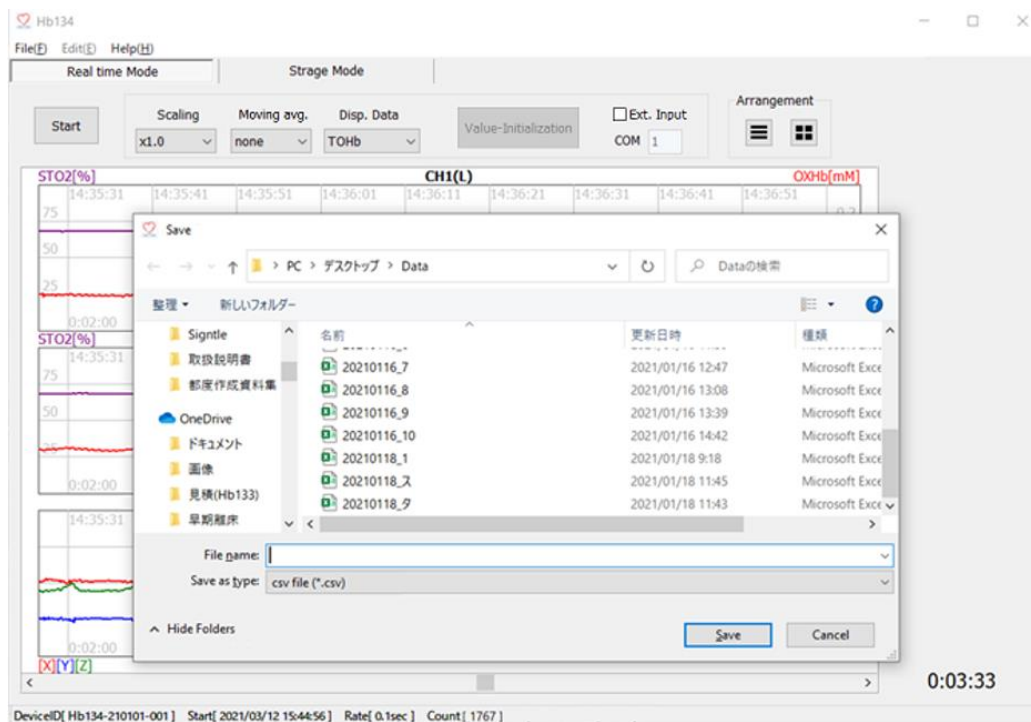 Hb134
File(F) Edit(E) Help(H)
Real time Mode Strage Mode
Start
Scaling Moving avg. Disp. Data
x1.0 none TOHb
Value-Initialization
Ext. Input
COM 1
Arrangement
STO2[%] CH1(L) OXHb[mM]
14:35:31 14:35:41 14:35:51 14:36:01 14:36:11 14:36:21 14:36:31 14:36:41 14:36:51
75
0.2
50
25
0:02:00
STO2[%]
14:35:31
75
50
25
0:02:00
14:35:31
0:02:00
[X][Y][Z]
Save
PC > デスクトップ > Data
Dataの検索
整理 新しいフォルダー
Signtle
取扱説明書
都度作成資料集
OneDrive
ドキュメント
画像
見積(Hb133)
早期離床
名前 更新日時 種類
20210116_7 2021/01/16 12:47 Microsoft Exce
20210116_8 2021/01/16 13:08 Microsoft Exce
20210116_9 2021/01/16 13:39 Microsoft Exce
20210116_10 2021/01/16 14:42 Microsoft Exce
20210118_1 2021/01/18 9:18 Microsoft Exce
20210118_ス 2021/01/18 11:45 Microsoft Exce
20210118_タ 2021/01/18 11:43 Microsoft Exce
File name:
Save as type: csv file (*.csv)
Hide Folders
Save Cancel
0:03:33
DeviceID[ Hb134-210101-001 ] Start[ 2021/03/12 15:44:56 ] Rate[ 0.1sec ] Count[ 1767 ]